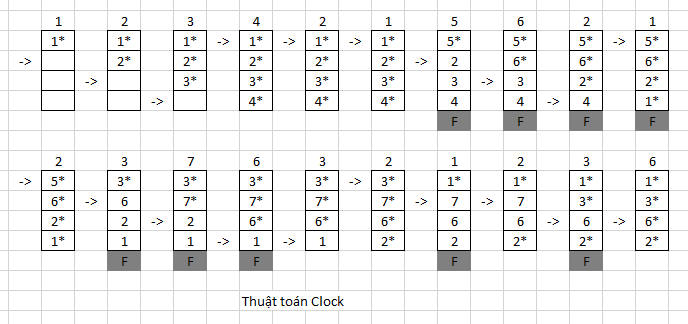 1 2 3 4 2 1 5 6 2 1
1* 1* 1* -> 1* -> 1* -> 1* 5* 5* 5* -> 5*
-> 2* 2* 2* 2* 2* -> 2 6* 6* 6*
-> 3* 3* 3* 3* 3 -> 3 2* 2*
-> 4* 4* 4* 4 4 -> 4 1*
F F F F
2 3 7 6 3 2 1 2 3 6
-> 5* 3* 3* 3* 3* -> 3* 1* 1* 1* 1*
6* -> 6 7* 7* 7* 7* -> 7 -> 7 3* 3*
2* 2 -> 2 6* 6* 6* 6 6 -> 6 -> 6*
1* 1 1 -> 1 -> 1 2* 2 2* 2* 2*
F F F F F
Thuật toán Clock